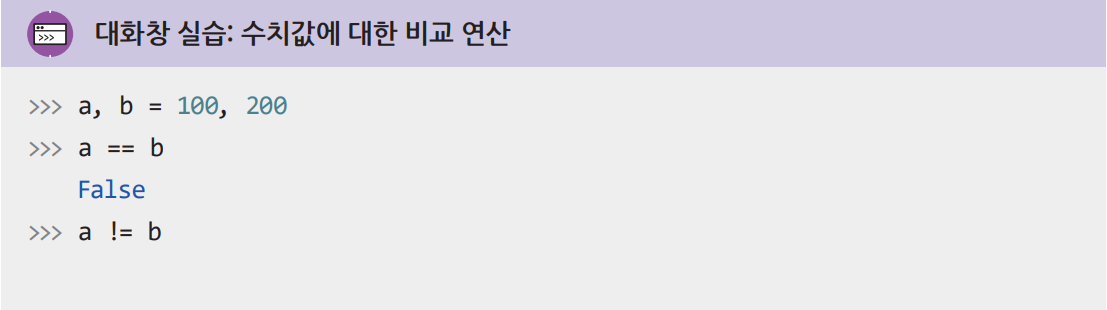 >>>
대화창 실습: 수치값에 대한 비교 연산
>>> a, b = 100, 200
>>> a == b
False
>>> a != b